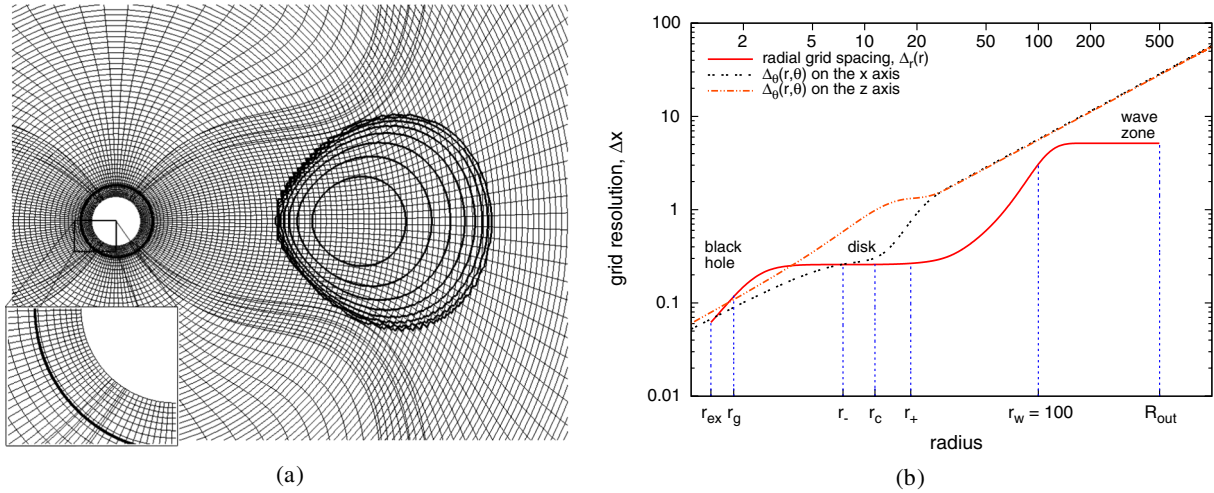 (a)
100
10
1
0.1
0.01
grid resolution, Δx
2 5 10 20 50 100 200 500
radial grid spacing, Δr(r)
Δθ(r,θ) on the x axis
Δθ(r,θ) on the z axis
wave
zone
black
hole
disk
rex rg r- rc r+ rw = 100 Rout
radius
(b)